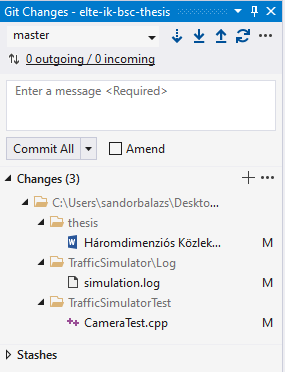 Git Changes - elte-ik-bsc-thesis
master
0 outgoing / 0 incoming
Enter a message <Required>
Commit All
Amend
Changes (3)
C:\Users\sandorbalazs\Deskto...
thesis
Háromdimenziós Közlek... M
TrafficSimulator\Log
simulation.log M
TrafficSimulatorTest
CameraTest.cpp M
Stashes